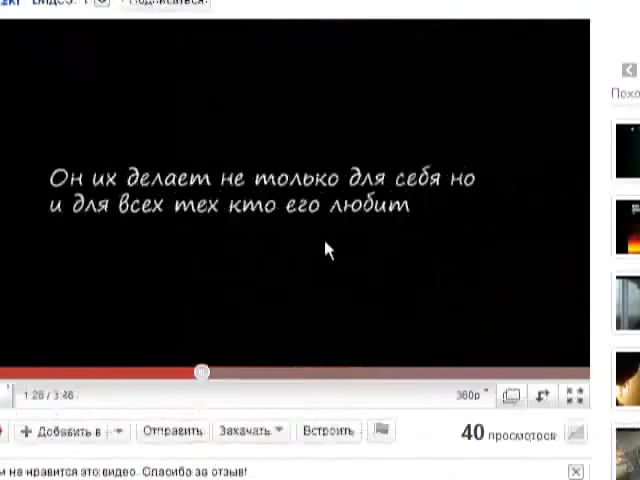 Он их делает не только для себя но
и для всех тех кто его любит
1:28 / 3:46
360p
Добавить в
Отправить
Закачать
Встроить
40 просмотров
не нравится это видео. Спасибо за отзыв!